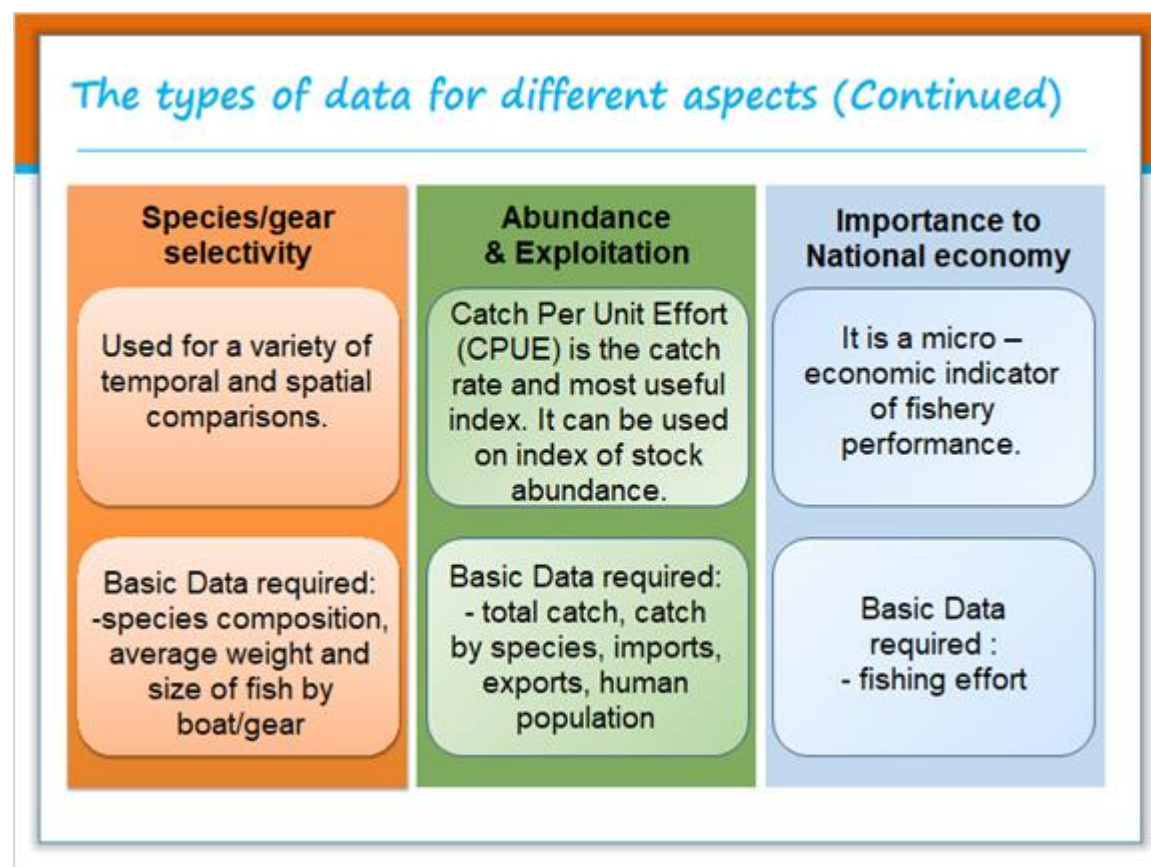 The types of data for different aspects (Continued)
Species/gear
selectivity
Used for a variety of
temporal and spatial
comparisons.
Basic Data required:
-species composition,
average weight and
size of fish by
boat/gear
Abundance
& Exploitation
Catch Per Unit Effort
(CPUE) is the catch
rate and most useful
index. It can be used
on index of stock
abundance.
Basic Data required:
- total catch, catch
by species, imports,
exports, human
population
Importance to
National economy
It is a micro –
economic indicator
of fishery
performance.
Basic Data
required :
- fishing effort